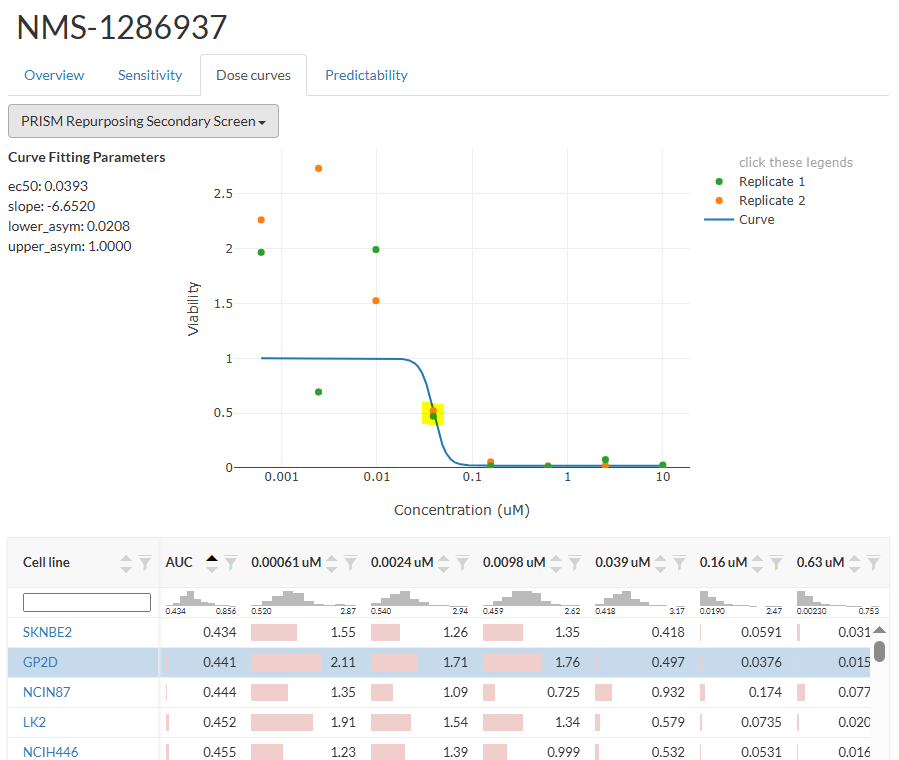 NMS-1286937
Overview Sensitivity Dose curves Predictability
PRISM Repurposing Secondary Screen
Curve Fitting Parameters
ec50: 0.0393
slope: -6.6520
lower_asym: 0.0208
upper_asym: 1.0000
Viability
2.5
2
1.5
1
0.5
0
0.001 0.01 0.1 1 10
Concentration (uM)
click these legends
Replicate 1
Replicate 2
Curve
Cell line AUC 0.00061 uM 0.0024 uM 0.0098 uM 0.039 uM 0.16 uM 0.63 uM
0.434 0.856 0.520 2.87 0.540 2.94 0.459 2.62 0.418 3.17 0.0190 2.47 0.00230 0.753
SKNBE2 0.434 1.55 1.26 1.35 0.418 0.0591 0.031
GP2D 0.441 2.11 1.71 1.76 0.497 0.0376 0.015
NCIN87 0.444 1.35 1.09 0.725 0.932 0.174 0.077
LK2 0.452 1.91 1.54 1.34 0.579 0.0735 0.020
NCIH446 0.455 1.23 1.39 0.999 0.532 0.0531 0.016